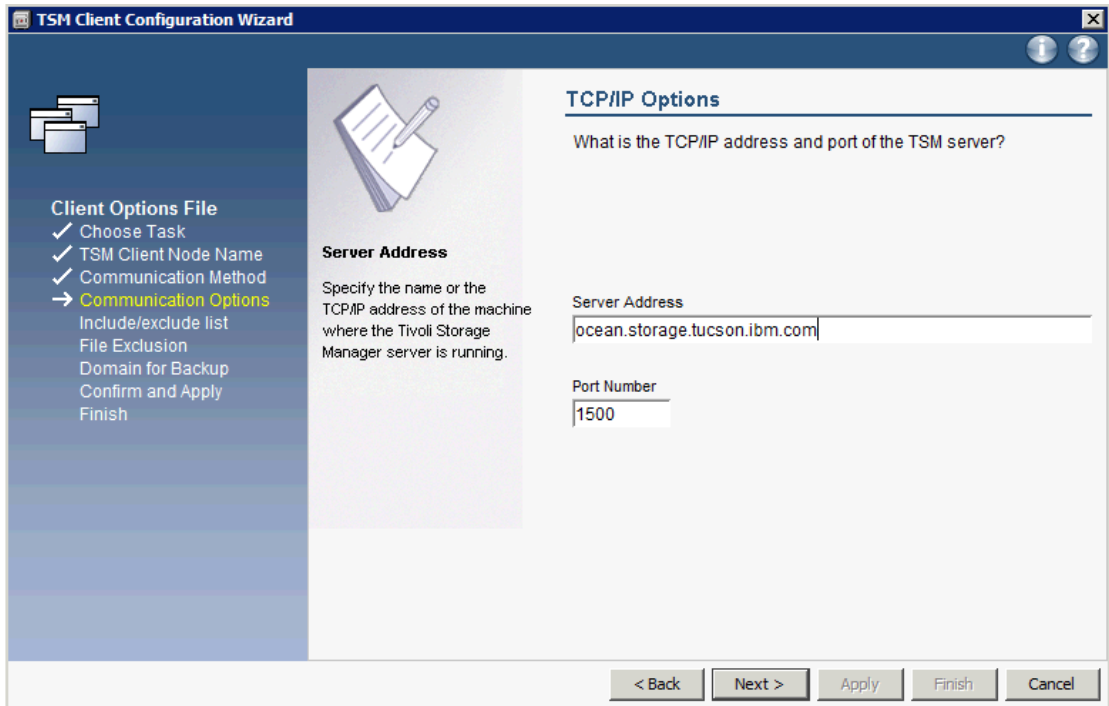 TSM Client Configuration Wizard
Client Options File
Choose Task
TSM Client Node Name
Communication Method
Communication Options
Include/exclude list
File Exclusion
Domain for Backup
Confirm and Apply
Finish
Server Address
Specify the name or the
TCP/IP address of the machine
where the Tivoli Storage
Manager server is running.
TCP/IP Options
What is the TCP/IP address and port of the TSM server?
Server Address
ocean.storage.tucson.ibm.com
Port Number
1500
< Back
Next >
Apply
Finish
Cancel